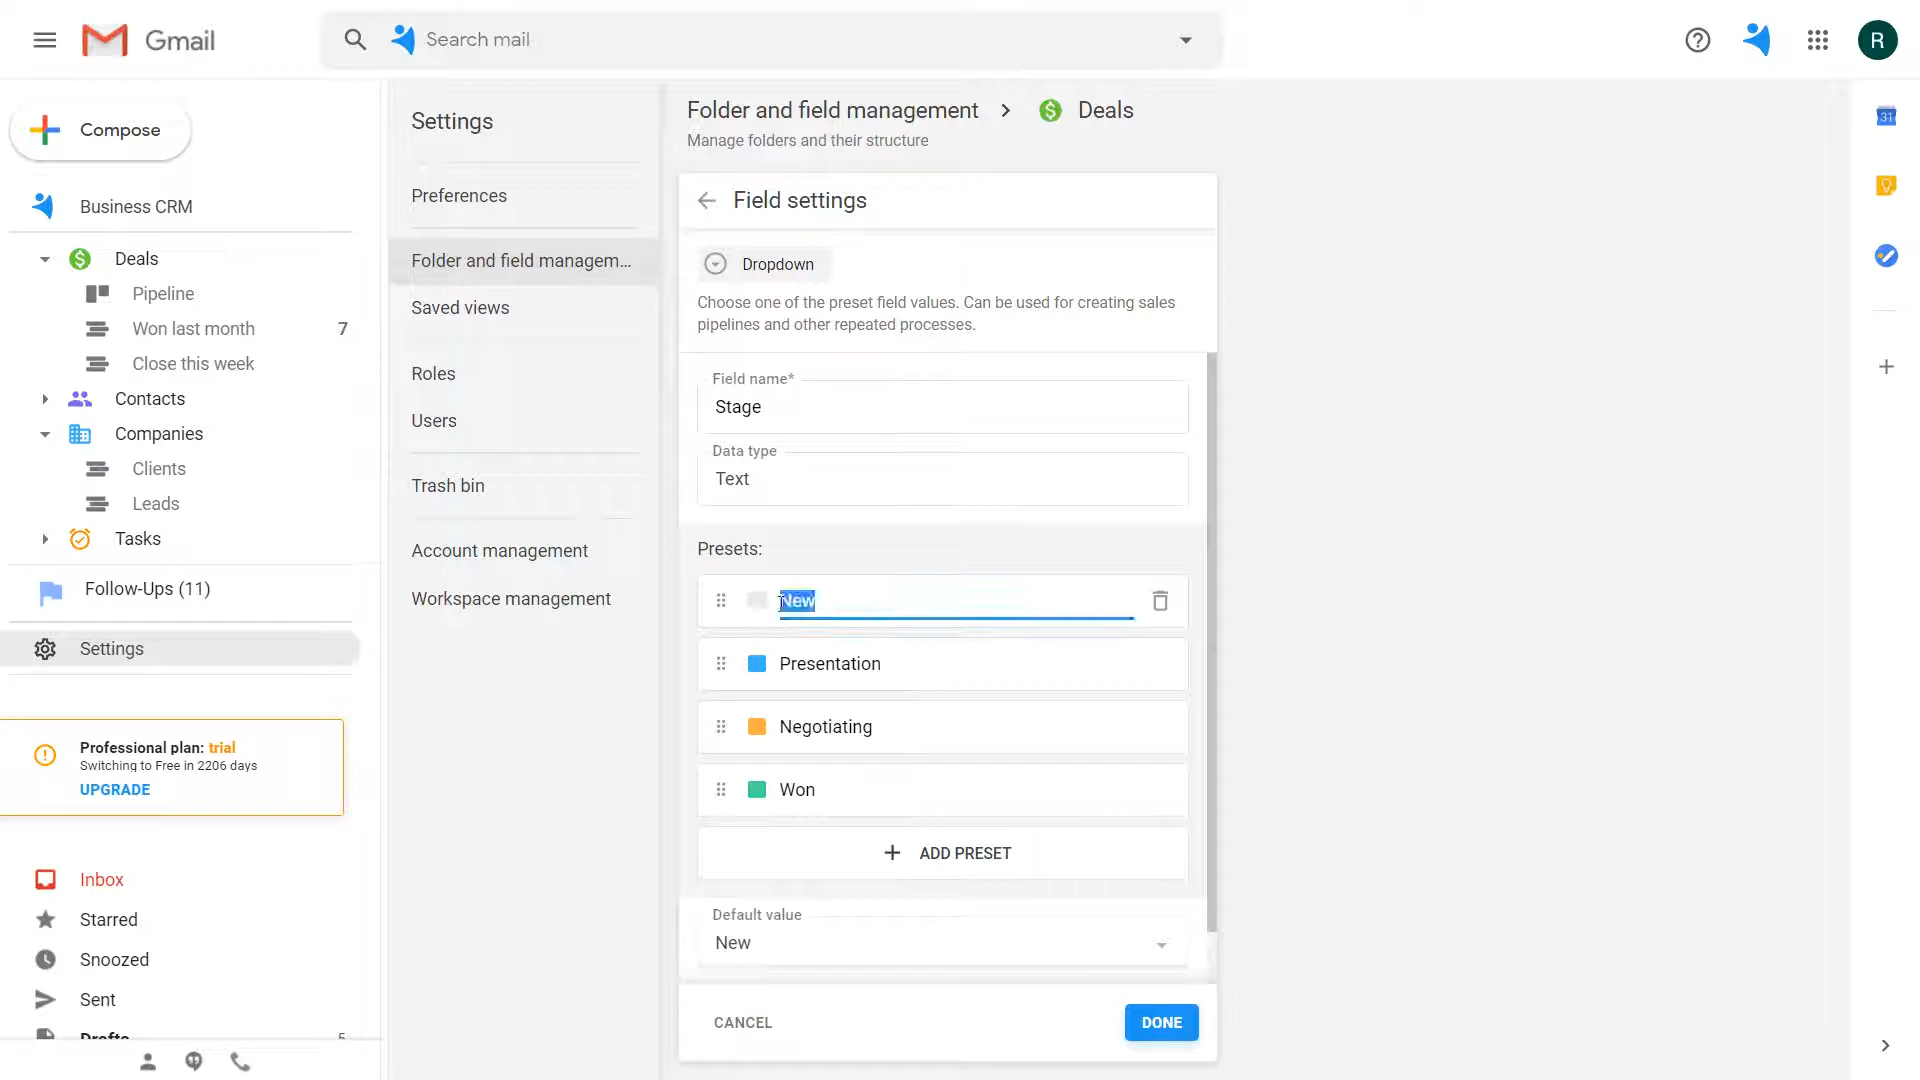 Gmail
Search mail
R
Compose
Business CRM
Deals
Pipeline
Won last month 7
Close this week
Contacts
Companies
Clients
Leads
Tasks
Follow-Ups (11)
Settings
Professional plan: trial
Switching to Free in 2206 days
UPGRADE
Inbox
Starred
Snoozed
Sent
Drafts 5
Settings
Preferences
Folder and field managem...
Saved views
Roles
Users
Trash bin
Account management
Workspace management
Folder and field management > Deals
Manage folders and their structure
Field settings
Dropdown
Choose one of the preset field values. Can be used for creating sales
pipelines and other repeated processes.
Field name*
Stage
Data type
Text
Presets:
New
Presentation
Negotiating
Won
ADD PRESET
Default value
New
CANCEL
DONE
31